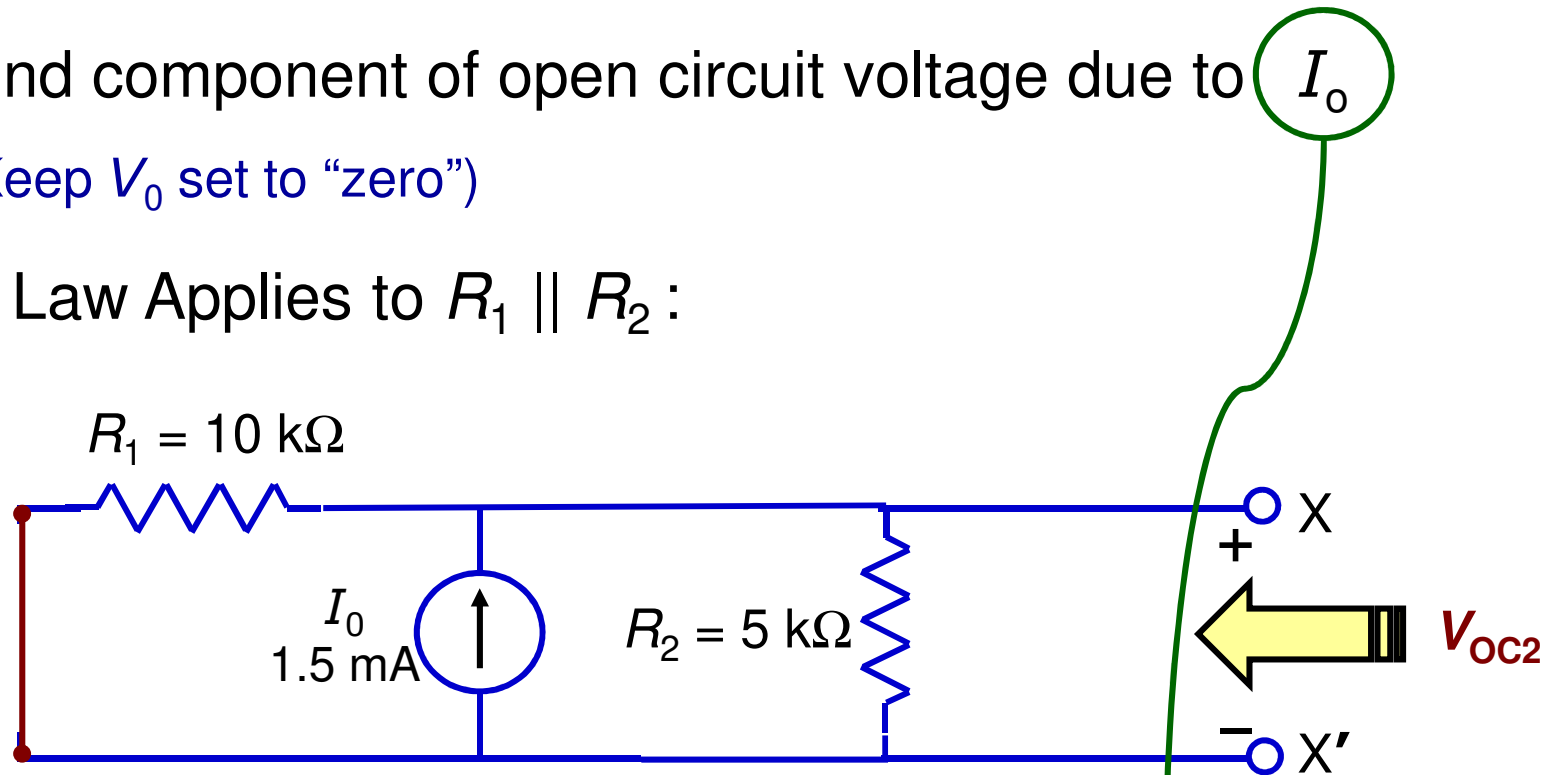 nd component of open circuit voltage due to I₀
eep V₀ set to “zero”)
Law Applies to R₁ || R₂ :
R₁ = 10 kΩ
X
+
I₀
1.5 mA
R₂ = 5 kΩ
V_OC2
−
X′